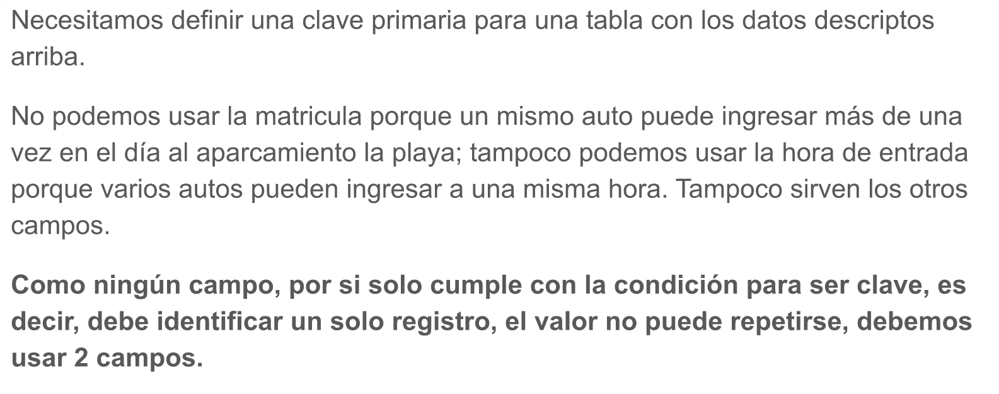 Necesitamos definir una clave primaria para una tabla con los datos descriptos
arriba.
No podemos usar la matricula porque un mismo auto puede ingresar más de una
vez en el día al aparcamiento la playa; tampoco podemos usar la hora de entrada
porque varios autos pueden ingresar a una misma hora. Tampoco sirven los otros
campos.
Como ningún campo, por si solo cumple con la condición para ser clave, es
decir, debe identificar un solo registro, el valor no puede repetirse, debemos
usar 2 campos.